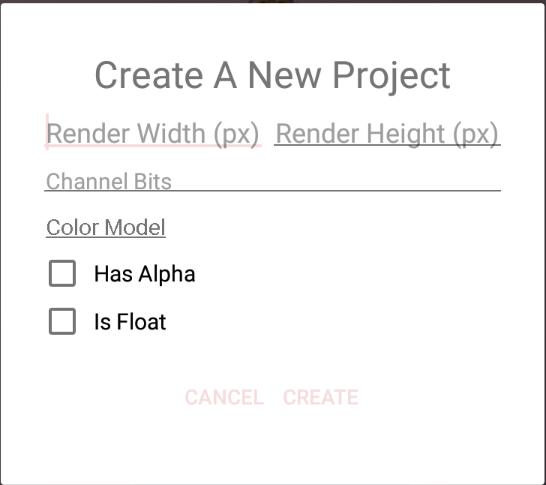 Create A New Project
Render Width (px) Render Height (px)
Channel Bits
Color Model
Has Alpha
Is Float
CANCEL CREATE